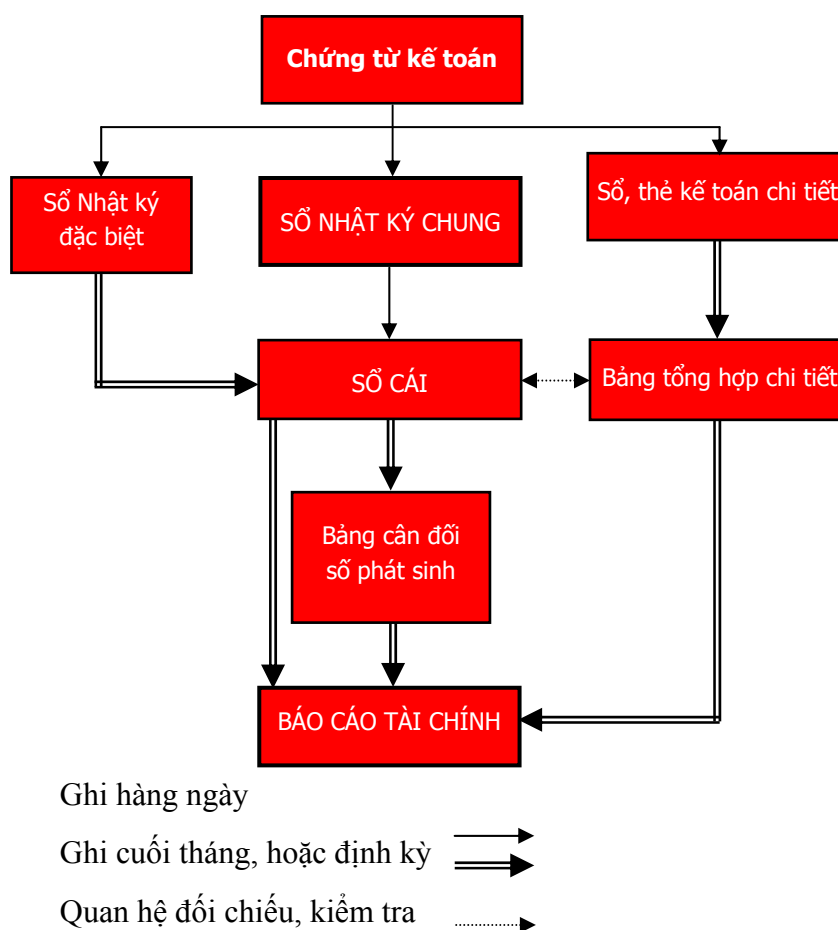 Chứng từ kế toán
Sổ Nhật ký
đặc biệt
SỔ NHẬT KÝ CHUNG
Sổ, thẻ kế toán chi tiết
SỔ CÁI
Bảng tổng hợp chi tiết
Bảng cân đối
số phát sinh
BÁO CÁO TÀI CHÍNH
Ghi hàng ngày
Ghi cuối tháng, hoặc định kỳ
Quan hệ đối chiếu, kiểm tra